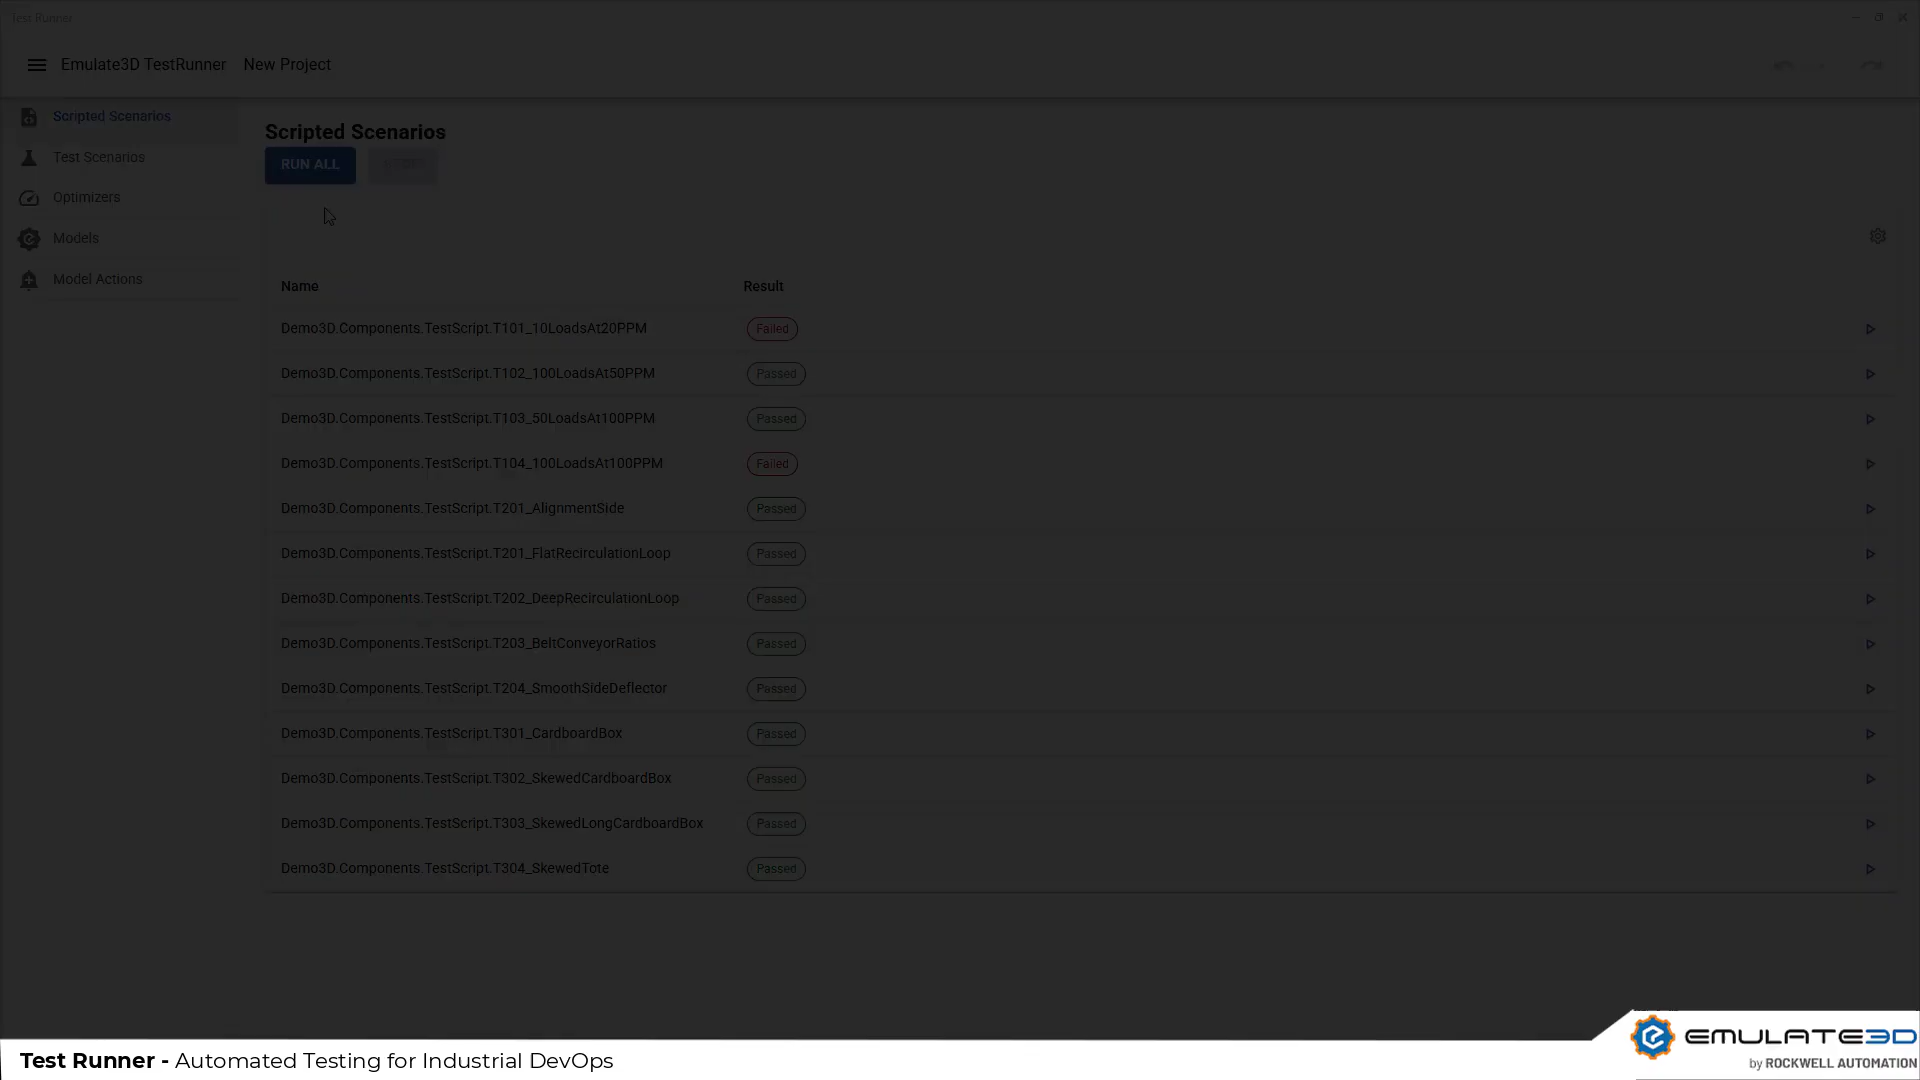 Test Runner
Emulate3D TestRunner New Project
Scripted Scenarios
Test Scenarios
Optimizers
Models
Model Actions
Scripted Scenarios
RUN ALL
Name Result
Demo3D.Components.TestScript.T101_10LoadsAt20PPM Failed
Demo3D.Components.TestScript.T102_100LoadsAt50PPM Passed
Demo3D.Components.TestScript.T103_50LoadsAt100PPM Passed
Demo3D.Components.TestScript.T104_100LoadsAt100PPM Failed
Demo3D.Components.TestScript.T201_AlignmentSide Passed
Demo3D.Components.TestScript.T201_FlatRecirculationLoop Passed
Demo3D.Components.TestScript.T202_DeepRecirculationLoop Passed
Demo3D.Components.TestScript.T203_BeltConveyorRatios Passed
Demo3D.Components.TestScript.T204_SmoothSideDeflector Passed
Demo3D.Components.TestScript.T301_CardboardBox Passed
Demo3D.Components.TestScript.T302_SkewedCardboardBox Passed
Demo3D.Components.TestScript.T303_SkewedLongCardboardBox Passed
Demo3D.Components.TestScript.T304_SkewedTote Passed
Test Runner - Automated Testing for Industrial DevOps
EMULATE3D
by ROCKWELL AUTOMATION